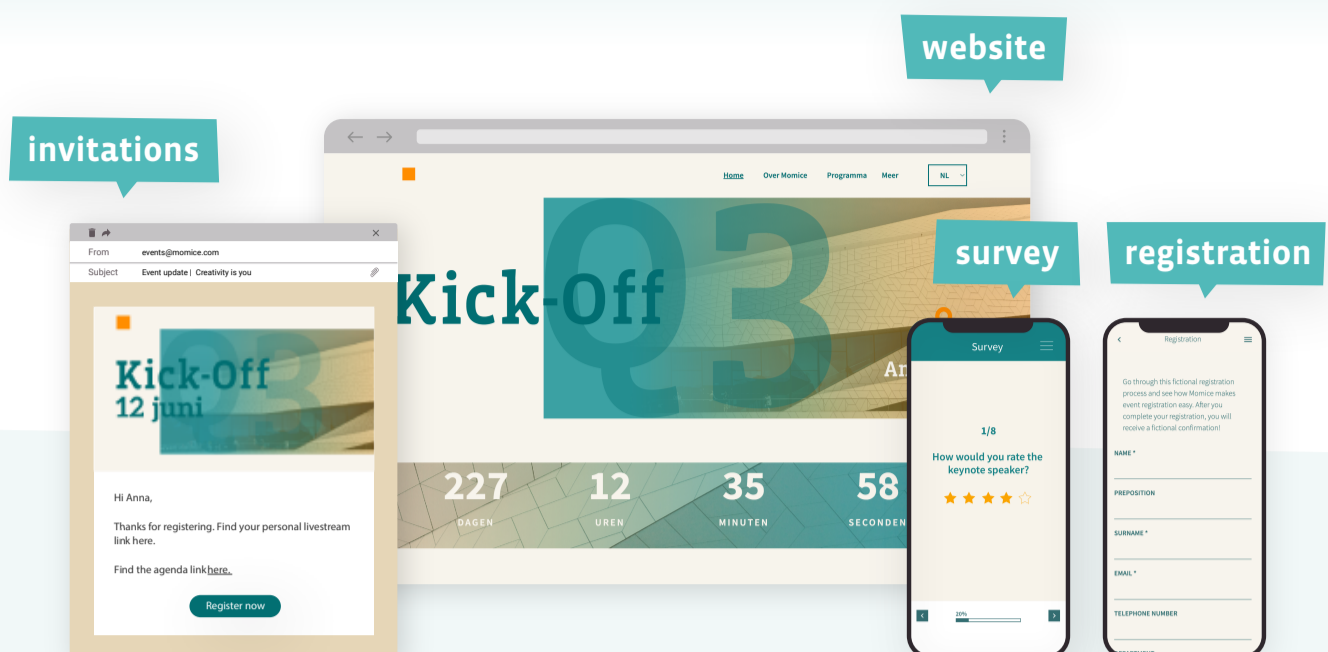 website
invitations
Home Over Momice Programma Meer NL
Q3
Kick-Off
An
227 12 35 58
DAGEN UREN MINUTEN SECONDEN
From events@momice.com
Subject Event update | Creativity is you
Q3
Kick-Off
12 juni
Hi Anna,
Thanks for registering. Find your personal livestream
link here.
Find the agenda link here.
Register now
survey
Survey
1/8
How would you rate the
keynote speaker?
20%
registration
Registration
Go through this fictional registration
process and see how Momice makes
event registration easy. After you
complete your registration, you will
receive a fictional confirmation!
NAME *
PREPOSITION
SURNAME *
EMAIL *
TELEPHONE NUMBER